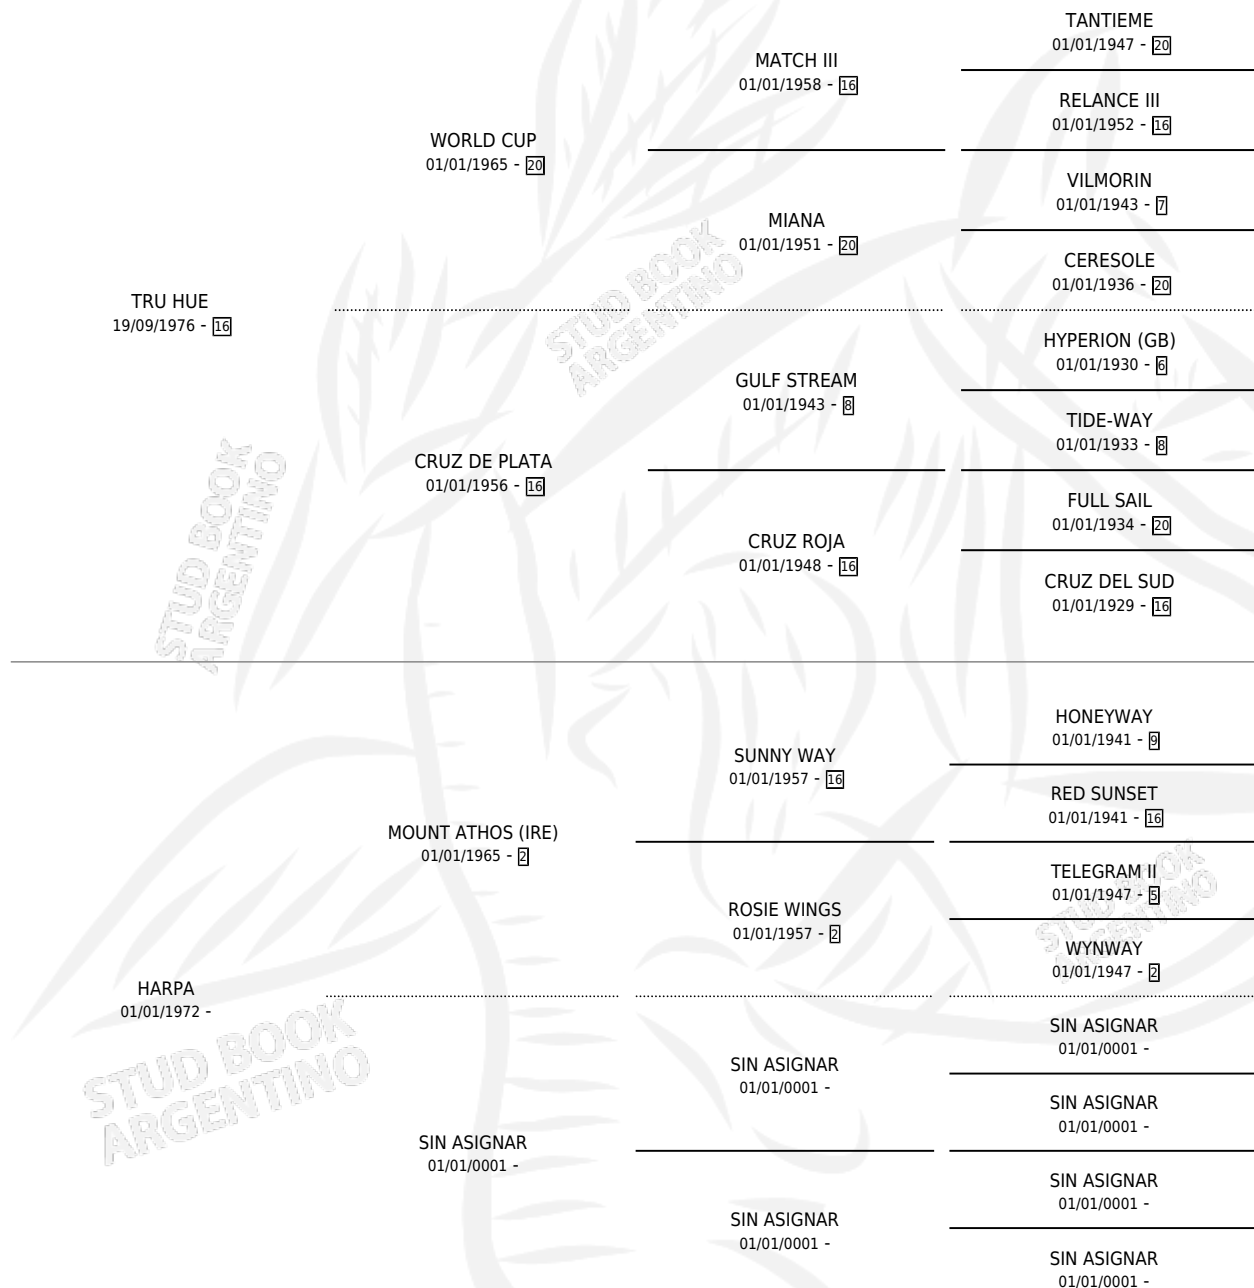 TANTIEME
01/01/1947 - 20
MATCH III
01/01/1958 - 16
RELANCE III
01/01/1952 - 16
WORLD CUP
01/01/1965 - 20
VILMORIN
01/01/1943 - 7
MIANA
01/01/1951 - 20
CERESOLE
01/01/1936 - 20
TRU HUE
19/09/1976 - 16
HYPERION (GB)
01/01/1930 - 6
GULF STREAM
01/01/1943 - 8
TIDE-WAY
01/01/1933 - 8
CRUZ DE PLATA
01/01/1956 - 16
FULL SAIL
01/01/1934 - 20
CRUZ ROJA
01/01/1948 - 16
CRUZ DEL SUD
01/01/1929 - 16
HONEYWAY
01/01/1941 - 9
SUNNY WAY
01/01/1957 - 16
RED SUNSET
01/01/1941 - 16
MOUNT ATHOS (IRE)
01/01/1965 - 2
TELEGRAM II
01/01/1947 - 5
ROSIE WINGS
01/01/1957 - 2
WYNWAY
01/01/1947 - 2
HARPA
01/01/1972 -
SIN ASIGNAR
01/01/0001 -
SIN ASIGNAR
01/01/0001 -
SIN ASIGNAR
01/01/0001 -
SIN ASIGNAR
01/01/0001 -
SIN ASIGNAR
01/01/0001 -
SIN ASIGNAR
01/01/0001 -
SIN ASIGNAR
01/01/0001 -
STUD BOOK
ARGENTINO
STUD BOOK
ARGENTINO
STUD BOOK
ARGENTINO
STUD BOOK
ARGENTINO